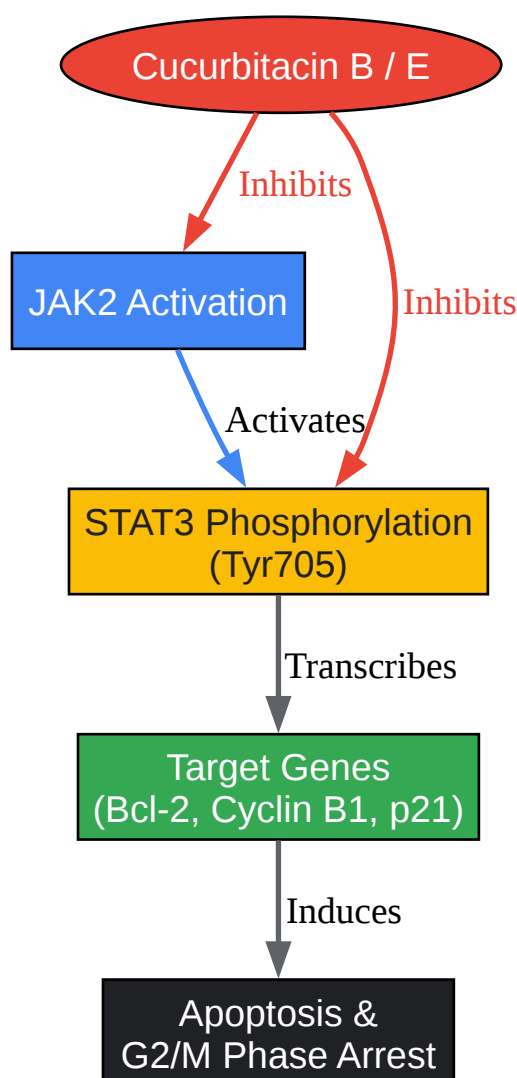 Cucurbitacin B / E
Inhibits
JAK2 Activation
Inhibits
Activates
STAT3 Phosphorylation
(Tyr705)
Transcribes
Target Genes
(Bcl-2, Cyclin B1, p21)
Induces
Apoptosis &
G2/M Phase Arrest